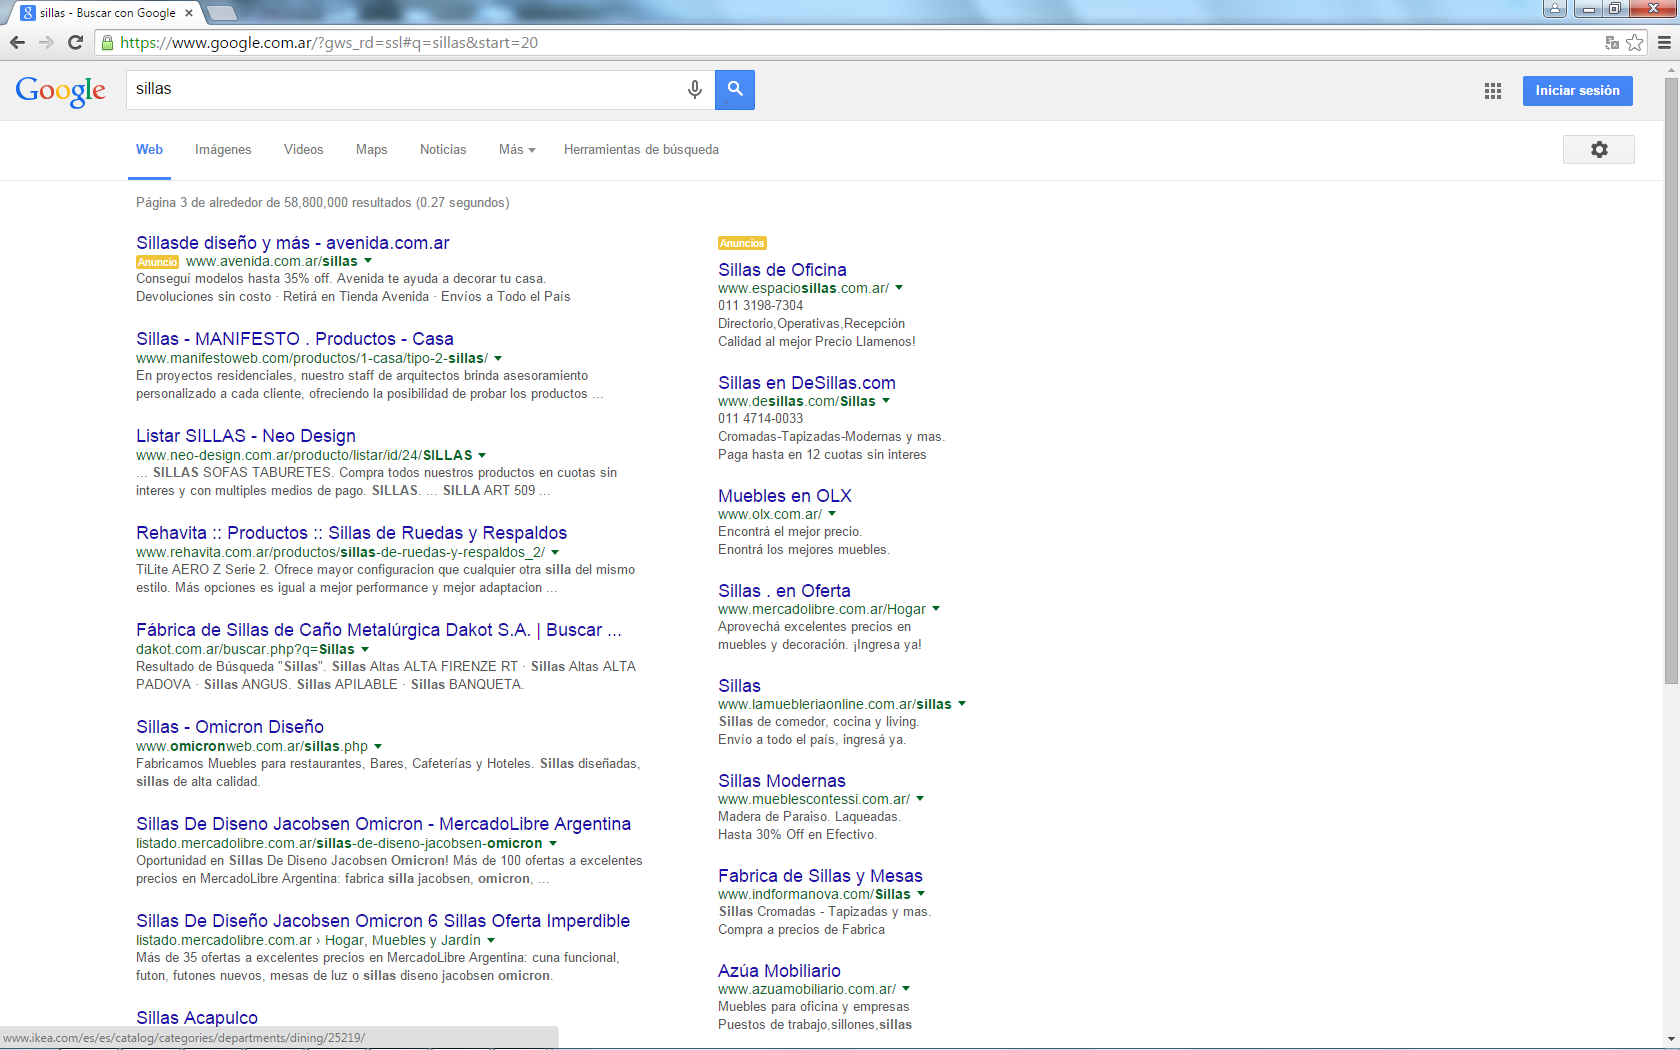 sillas - Buscar con Google
https://www.google.com.ar/?gws_rd=ssl#q=sillas&start=20
Google
sillas
Iniciar sesión
Web Imágenes Videos Maps Noticias Más Herramientas de búsqueda
Página 3 de alrededor de 58,800,000 resultados (0.27 segundos)
Sillasde diseño y más - avenida.com.ar
Anuncio www.avenida.com.ar/sillas
Conseguí modelos hasta 35% off. Avenida te ayuda a decorar tu casa.
Devoluciones sin costo · Retirá en Tienda Avenida · Envíos a Todo el País
Sillas - MANIFESTO . Productos - Casa
www.manifestoweb.com/productos/1-casa/tipo-2-sillas/
En proyectos residenciales, nuestro staff de arquitectos brinda asesoramiento
personalizado a cada cliente, ofreciendo la posibilidad de probar los productos ...
Listar SILLAS - Neo Design
www.neo-design.com.ar/producto/listar/id/24/SILLAS
... SILLAS SOFAS TABURETES. Compra todos nuestros productos en cuotas sin
interes y con multiples medios de pago. SILLAS. ... SILLA ART 509 ...
Rehavita :: Productos :: Sillas de Ruedas y Respaldos
www.rehavita.com.ar/productos/sillas-de-ruedas-y-respaldos_2/
TiLite AERO Z Serie 2. Ofrece mayor configuracion que cualquier otra silla del mismo
estilo. Más opciones es igual a mejor performance y mejor adaptacion ...
Fábrica de Sillas de Caño Metalúrgica Dakot S.A. | Buscar ...
dakot.com.ar/buscar.php?q=Sillas
Resultado de Búsqueda "Sillas". Sillas Altas ALTA FIRENZE RT · Sillas Altas ALTA
PADOVA · Sillas ANGUS. Sillas APILABLE · Sillas BANQUETA.
Sillas - Omicron Diseño
www.omicronweb.com.ar/sillas.php
Fabricamos Muebles para restaurantes, Bares, Cafeterías y Hoteles. Sillas diseñadas,
sillas de alta calidad.
Sillas De Diseno Jacobsen Omicron - MercadoLibre Argentina
listado.mercadolibre.com.ar/sillas-de-diseno-jacobsen-omicron
Oportunidad en Sillas De Diseno Jacobsen Omicron! Más de 100 ofertas a excelentes
precios en MercadoLibre Argentina: fabrica silla jacobsen, omicron, ...
Sillas De Diseño Jacobsen Omicron 6 Sillas Oferta Imperdible
listado.mercadolibre.com.ar › Hogar, Muebles y Jardín
Más de 35 ofertas a excelentes precios en MercadoLibre Argentina: cuna funcional,
futon, futones nuevos, mesas de luz o sillas diseno jacobsen omicron.
Sillas Acapulco
www.ikea.com/es/es/catalog/categories/departments/dining/25219/
Anuncios
Sillas de Oficina
www.espaciosillas.com.ar/
011 3198-7304
Directorio,Operativas,Recepción
Calidad al mejor Precio Llamenos!
Sillas en DeSillas.com
www.desillas.com/Sillas
011 4714-0033
Cromadas-Tapizadas-Modernas y mas.
Paga hasta en 12 cuotas sin interes
Muebles en OLX
www.olx.com.ar/
Encontrá el mejor precio.
Enontrá los mejores muebles.
Sillas . en Oferta
www.mercadolibre.com.ar/Hogar
Aprovechá excelentes precios en
muebles y decoración. ¡Ingresa ya!
Sillas
www.lamuebleriaonline.com.ar/sillas
Sillas de comedor, cocina y living.
Envío a todo el país, ingresá ya.
Sillas Modernas
www.mueblescontessi.com.ar/
Madera de Paraiso. Laqueadas.
Hasta 30% Off en Efectivo.
Fabrica de Sillas y Mesas
www.indformanova.com/Sillas
Sillas Cromadas - Tapizadas y mas.
Compra a precios de Fabrica
Azúa Mobiliario
www.azuamobiliario.com.ar/
Muebles para oficina y empresas
Puestos de trabajo,sillones,sillas